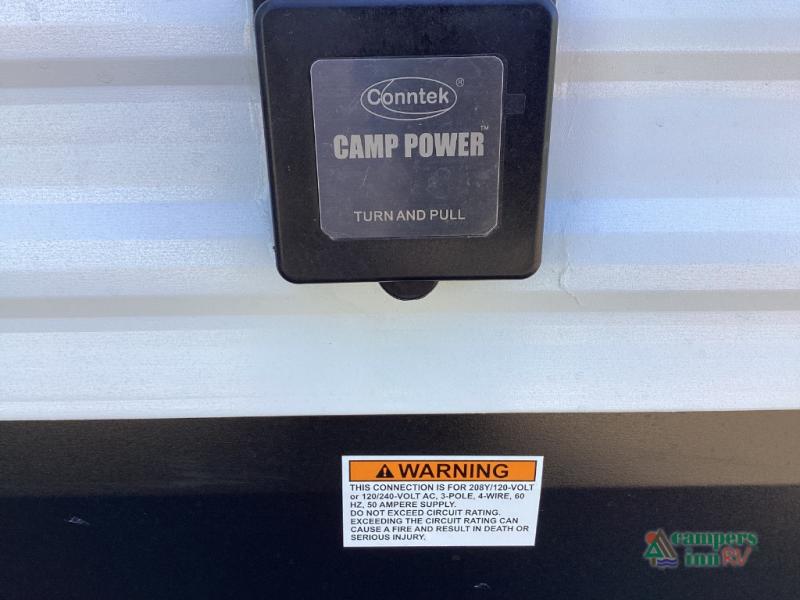 Conntek®
CAMP POWER™
TURN AND PULL
WARNING
THIS CONNECTION IS FOR 208Y/120-VOLT
or 120/240-VOLT AC, 3-POLE, 4-WIRE, 60
HZ, 50 AMPERE SUPPLY.
DO NOT EXCEED CIRCUIT RATING.
EXCEEDING THE CIRCUIT RATING CAN
CAUSE A FIRE AND RESULT IN DEATH OR
SERIOUS INJURY.
campers
inn RV